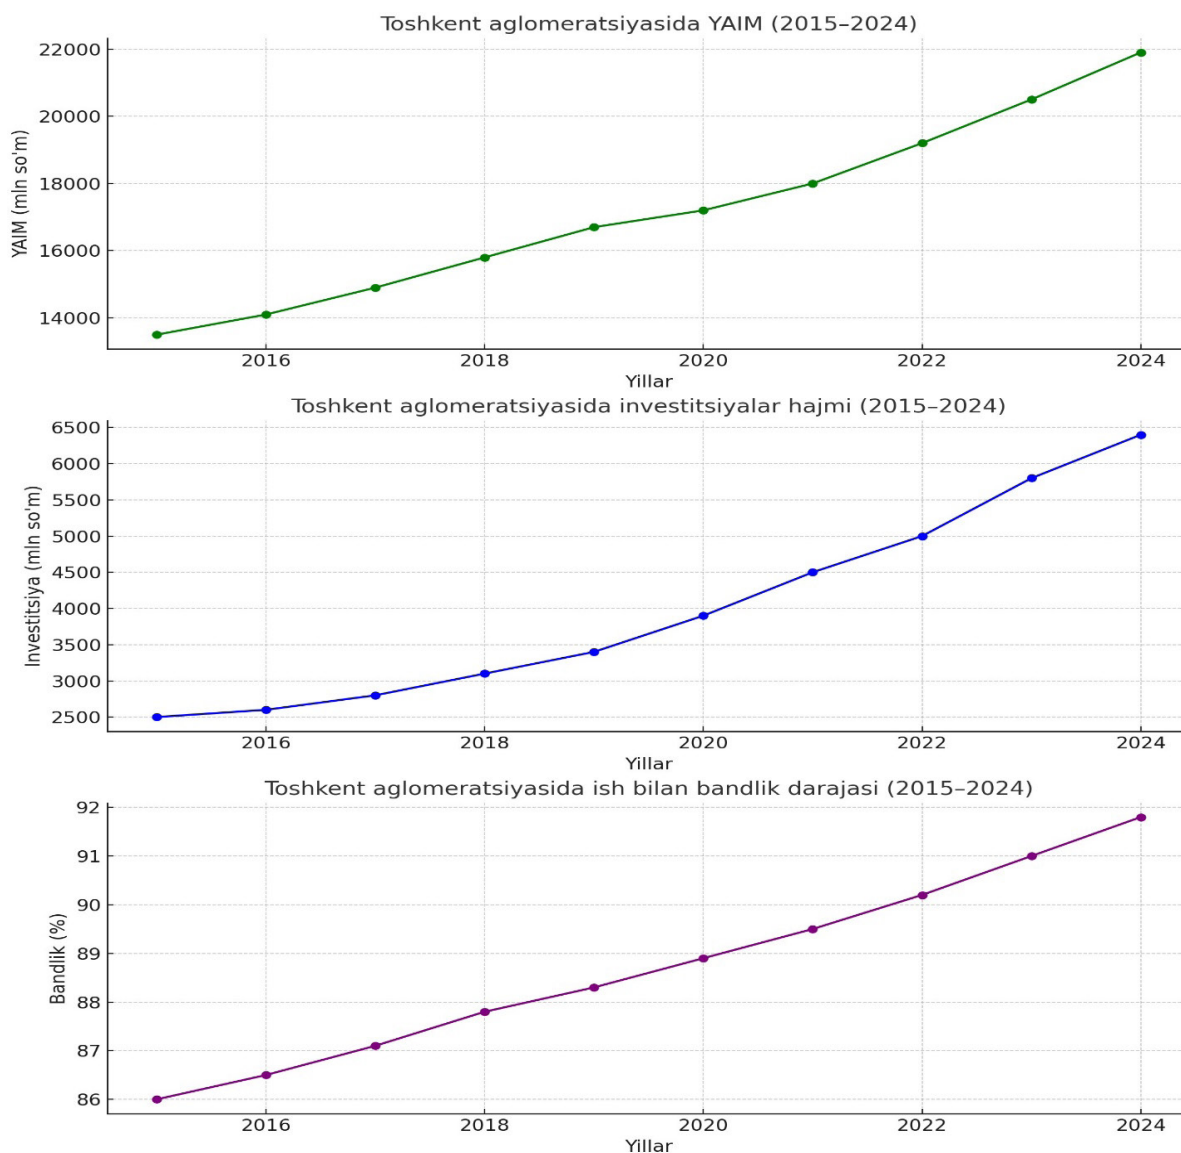 Toshkent aglomeratsiyasida YAIM (2015–2024)
22000
20000
18000
16000
14000
YAIM (mln so'm)
2016 2018 2020 2022 2024
Yillar
Toshkent aglomeratsiyasida investitsiyalar hajmi (2015–2024)
6500
6000
5500
5000
4500
4000
3500
3000
2500
Investitsiya (mln so'm)
2016 2018 2020 2022 2024
Yillar
Toshkent aglomeratsiyasida ish bilan bandlik darajasi (2015–2024)
92
91
90
89
88
87
86
Bandlik (%)
2016 2018 2020 2022 2024
Yillar